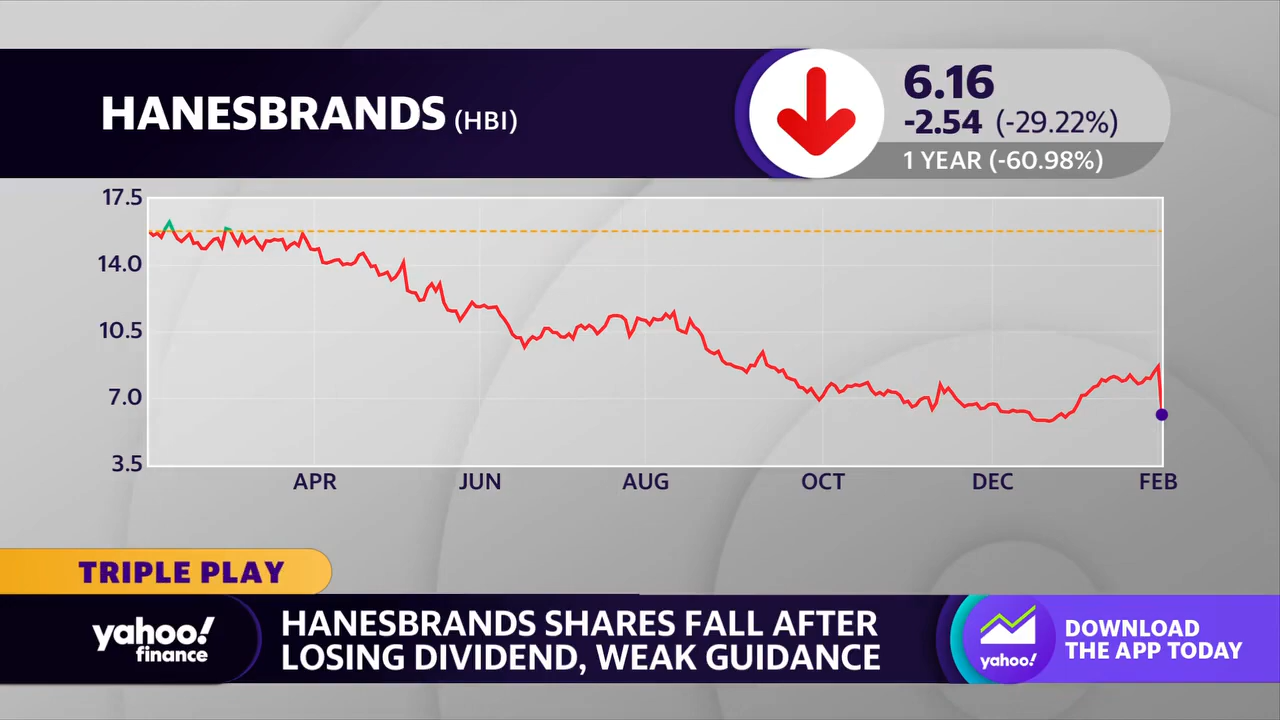 HANESBRANDS (HBI)
6.16
-2.54 (-29.22%)
1 YEAR (-60.98%)
17.5
14.0
10.5
7.0
3.5
APR JUN AUG OCT DEC FEB
TRIPLE PLAY
yahoo!
finance
HANESBRANDS SHARES FALL AFTER
LOSING DIVIDEND, WEAK GUIDANCE
yahoo!
DOWNLOAD
THE APP TODAY